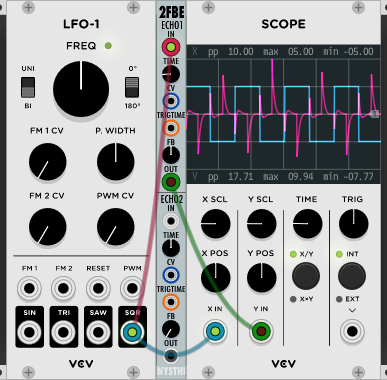 LFO-1
FREQ
UNI
BI
0°
180°
FM 1 CV
P. WIDTH
FM 2 CV
PWM CV
FM 1
FM 2
RESET
PWM
SIN
TRI
SAW
SQR
VCV
2FBE
ECHO1
IN
TIME
CV
TRIGTIME
FB
OUT
ECHO2
IN
TIME
CV
TRIGTIME
FB
OUT
NYSTHI
SCOPE
X pp 10.00 max 05.00 min -05.00
Y pp 17.71 max 09.94 min -07.77
X SCL
Y SCL
TIME
TRIG
X POS
Y POS
X/Y
INT
X×Y
EXT
X IN
Y IN
VCV